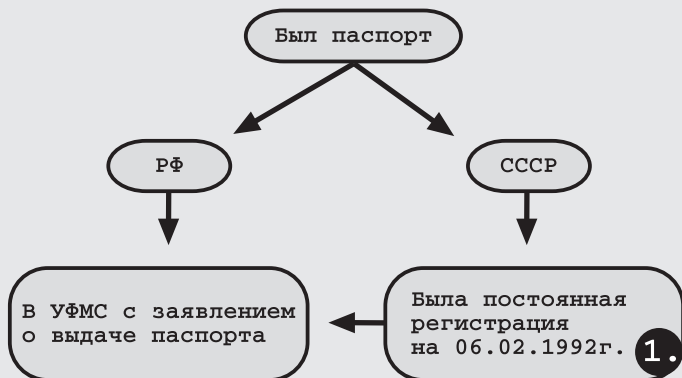 Был паспорт
РФ
СССР
В УФМС с заявлением
о выдаче паспорта
Была постоянная
регистрация
на 06.02.1992г.
1.